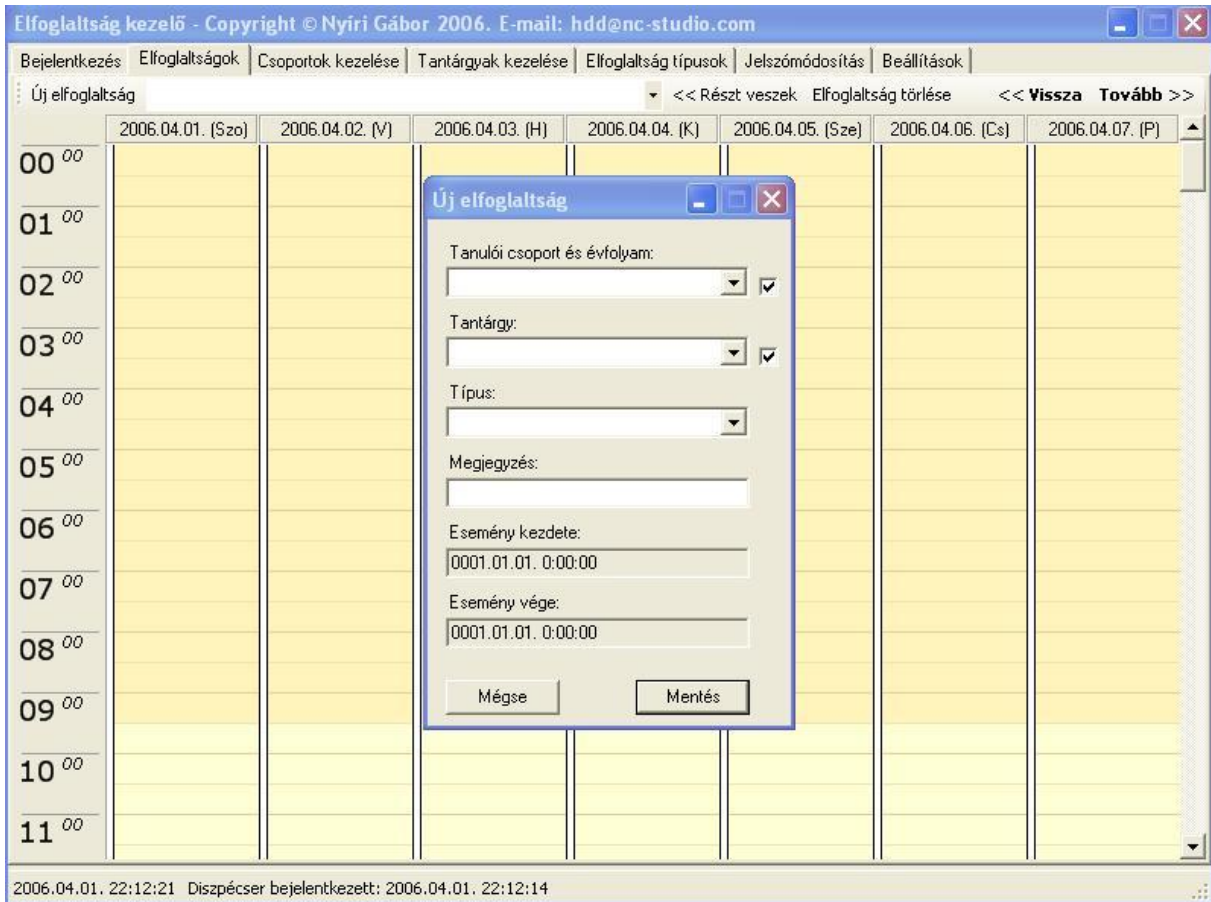 Elfoglaltság kezelő - Copyright © Nyíri Gábor 2006. E-mail: hdd@nc-studio.com
Bejelentkezés Elfoglaltságok Csoportok kezelése Tantárgyak kezelése Elfoglaltság típusok Jelszómódosítás Beállítások
Új elfoglaltság << Részt veszek Elfoglaltság törlése << Vissza Tovább >>
2006.04.01. (Szo) 2006.04.02. (V) 2006.04.03. (H) 2006.04.04. (K) 2006.04.05. (Sze) 2006.04.06. (Cs) 2006.04.07. (P)
00 00
01 00
02 00
03 00
04 00
05 00
06 00
07 00
08 00
09 00
10 00
11 00
Új elfoglaltság
Tanulói csoport és évfolyam:
Tantárgy:
Típus:
Megjegyzés:
Esemény kezdete:
0001.01.01. 0:00:00
Esemény vége:
0001.01.01. 0:00:00
Mégse Mentés
2006.04.01. 22:12:21 Diszpécser bejelentkezett: 2006.04.01. 22:12:14